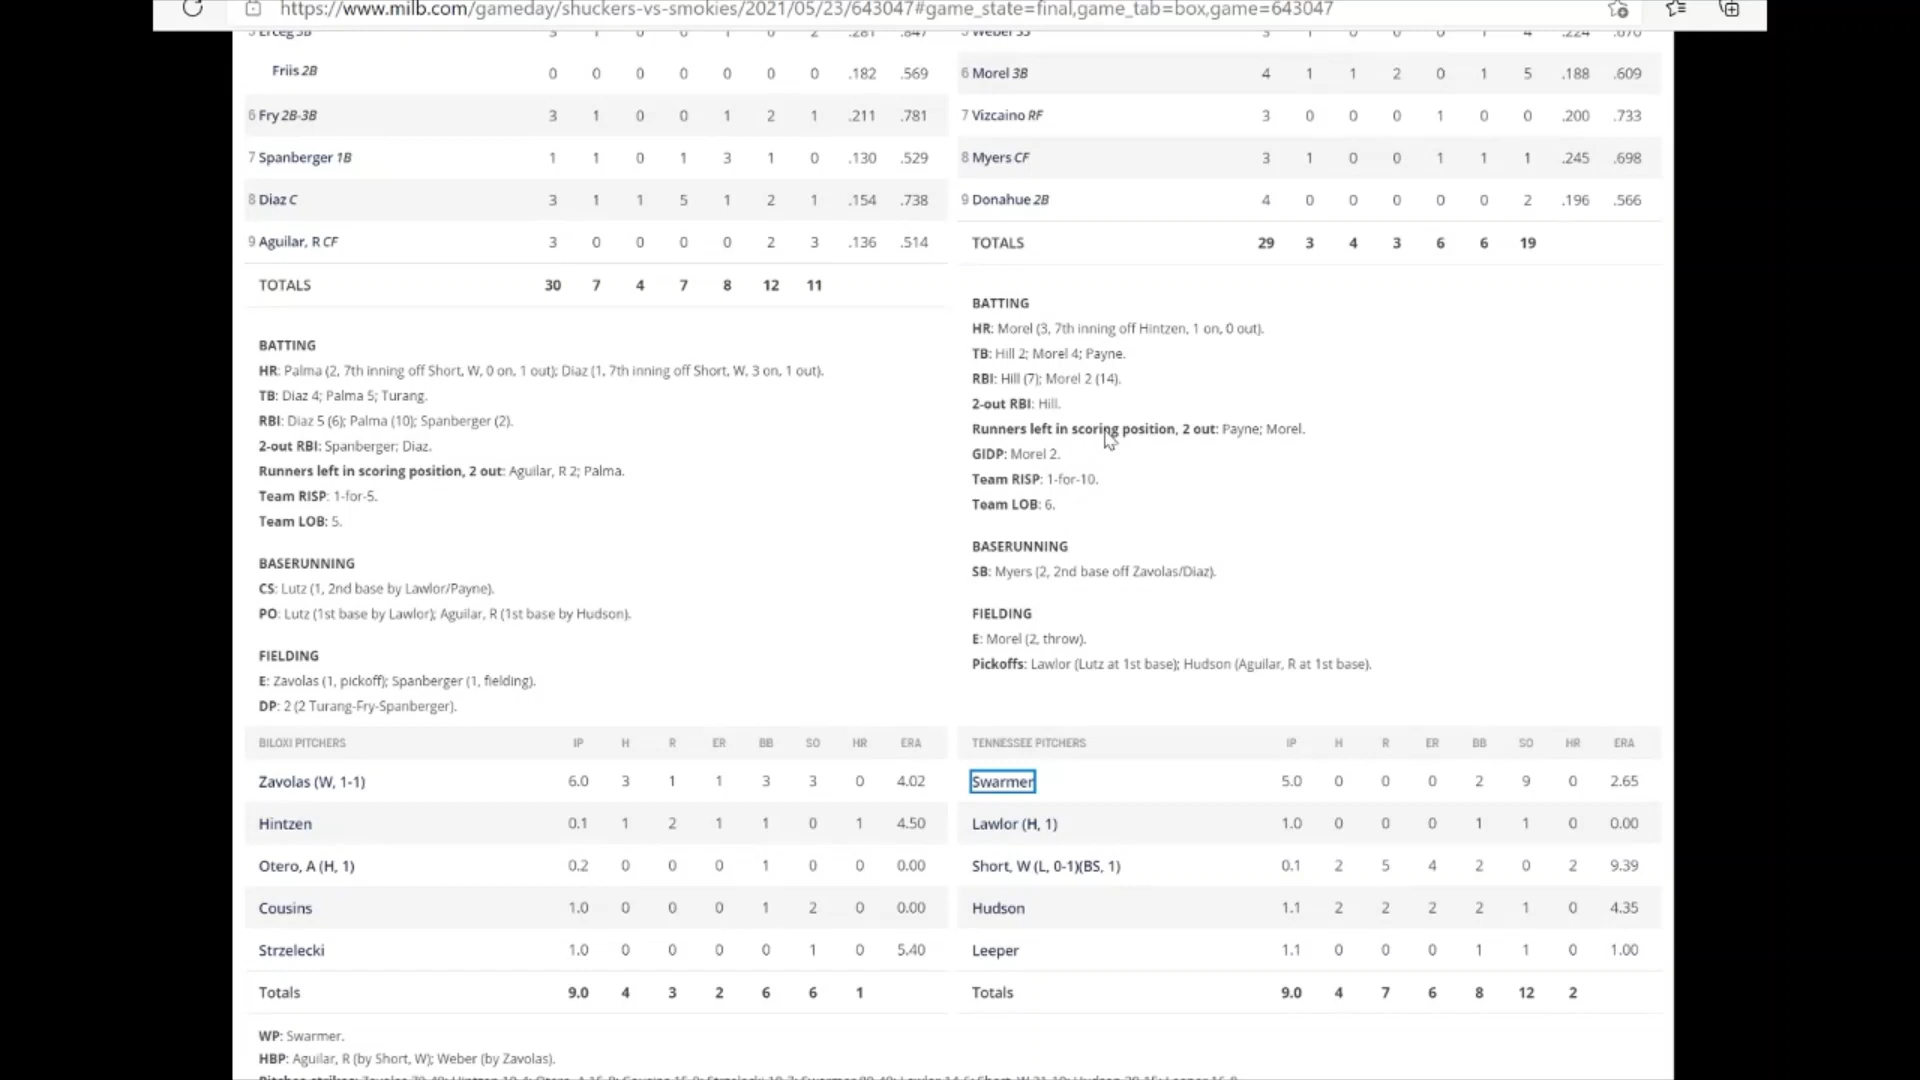 https://www.milb.com/gameday/shuckers-vs-smokies/2021/05/23/643047#game_state=final,game_tab=box,game=643047
5 Erceg 3B 3 1 0 0 1 0 2 .281 .847
Friis 2B 0 0 0 0 0 0 0 .182 .569
6 Fry 2B-3B 3 1 0 0 1 2 1 .211 .781
7 Spanberger 1B 1 1 0 1 3 1 0 .130 .529
8 Diaz C 3 1 1 5 1 2 1 .154 .738
9 Aguilar, R CF 3 0 0 0 0 2 3 .136 .514
TOTALS 30 7 4 7 8 12 11
BATTING
HR: Palma (2, 7th inning off Short, W, 0 on, 1 out); Diaz (1, 7th inning off Short, W, 3 on, 1 out).
TB: Diaz 4; Palma 5; Turang.
RBI: Diaz 5 (6); Palma (10); Spanberger (2).
2-out RBI: Spanberger; Diaz.
Runners left in scoring position, 2 out: Aguilar, R 2; Palma.
Team RISP: 1-for-5.
Team LOB: 5.
BASERUNNING
CS: Lutz (1, 2nd base by Lawlor/Payne).
PO: Lutz (1st base by Lawlor); Aguilar, R (1st base by Hudson).
FIELDING
E: Zavolas (1, pickoff); Spanberger (1, fielding).
DP: 2 (2 Turang-Fry-Spanberger).
5 Weber SS 3 1 0 0 0 1 4 .224 .670
6 Morel 3B 4 1 1 2 0 1 5 .188 .609
7 Vizcaino RF 3 0 0 0 1 0 0 .200 .733
8 Myers CF 3 1 0 0 1 1 1 .245 .698
9 Donahue 2B 4 0 0 0 0 0 2 .196 .566
TOTALS 29 3 4 3 6 6 19
BATTING
HR: Morel (3, 7th inning off Hintzen, 1 on, 0 out).
TB: Hill 2; Morel 4; Payne.
RBI: Hill (7); Morel 2 (14).
2-out RBI: Hill.
Runners left in scoring position, 2 out: Payne; Morel.
GIDP: Morel 2.
Team RISP: 1-for-10.
Team LOB: 6.
BASERUNNING
SB: Myers (2, 2nd base off Zavolas/Diaz).
FIELDING
E: Morel (2, throw).
Pickoffs: Lawlor (Lutz at 1st base); Hudson (Aguilar, R at 1st base).
BILOXI PITCHERS IP H R ER BB SO HR ERA
Zavolas (W, 1-1) 6.0 3 1 1 3 3 0 4.02
Hintzen 0.1 1 2 1 1 0 1 4.50
Otero, A (H, 1) 0.2 0 0 0 1 0 0 0.00
Cousins 1.0 0 0 0 1 2 0 0.00
Strzelecki 1.0 0 0 0 0 1 0 5.40
Totals 9.0 4 3 2 6 6 1
TENNESSEE PITCHERS IP H R ER BB SO HR ERA
Swarmer 5.0 0 0 0 2 9 0 2.65
Lawlor (H, 1) 1.0 0 0 0 1 1 0 0.00
Short, W (L, 0-1)(BS, 1) 0.1 2 5 4 2 0 2 9.39
Hudson 1.1 2 2 2 2 1 0 4.35
Leeper 1.1 0 0 0 1 1 0 1.00
Totals 9.0 4 7 6 8 12 2
WP: Swarmer.
HBP: Aguilar, R (by Short, W); Weber (by Zavolas).